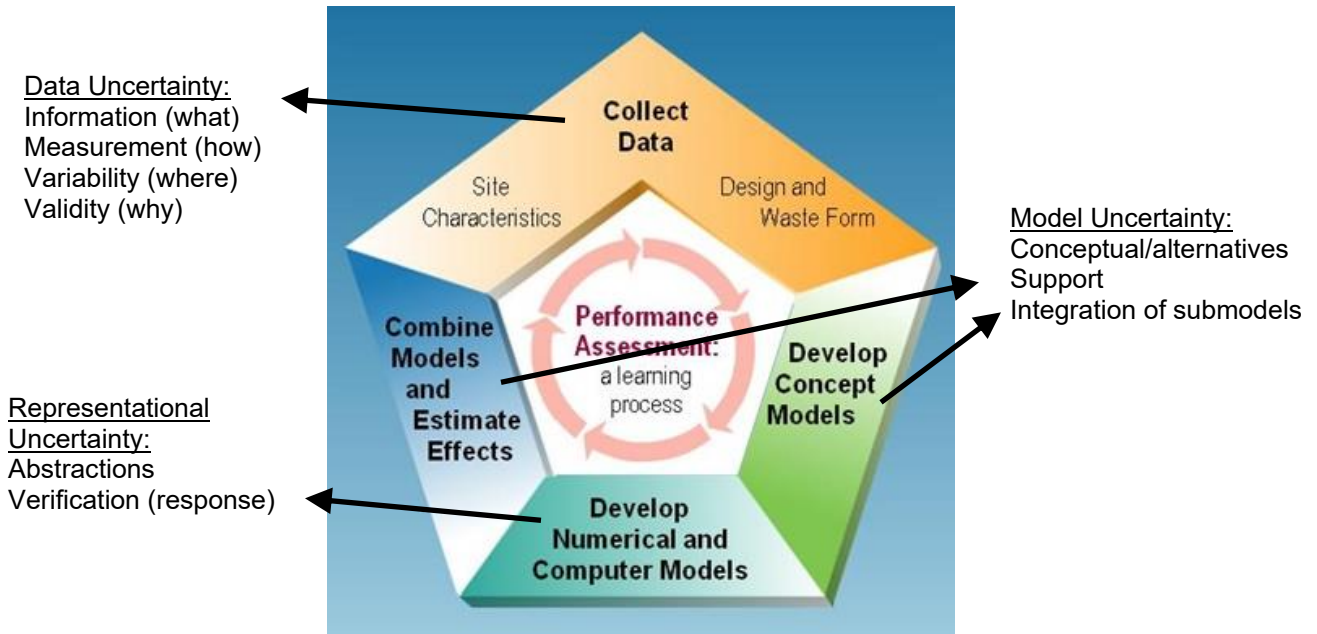 Data Uncertainty:
Information (what)
Measurement (how)
Variability (where)
Validity (why)
Collect
Data
Site
Characteristics
Design and
Waste Form
Model Uncertainty:
Conceptual/alternatives
Support
Integration of submodels
Combine
Models
and
Estimate
Effects
Performance
Assessment:
a learning
process
Develop
Concept
Models
Representational
Uncertainty:
Abstractions
Verification (response)
Develop
Numerical and
Computer Models